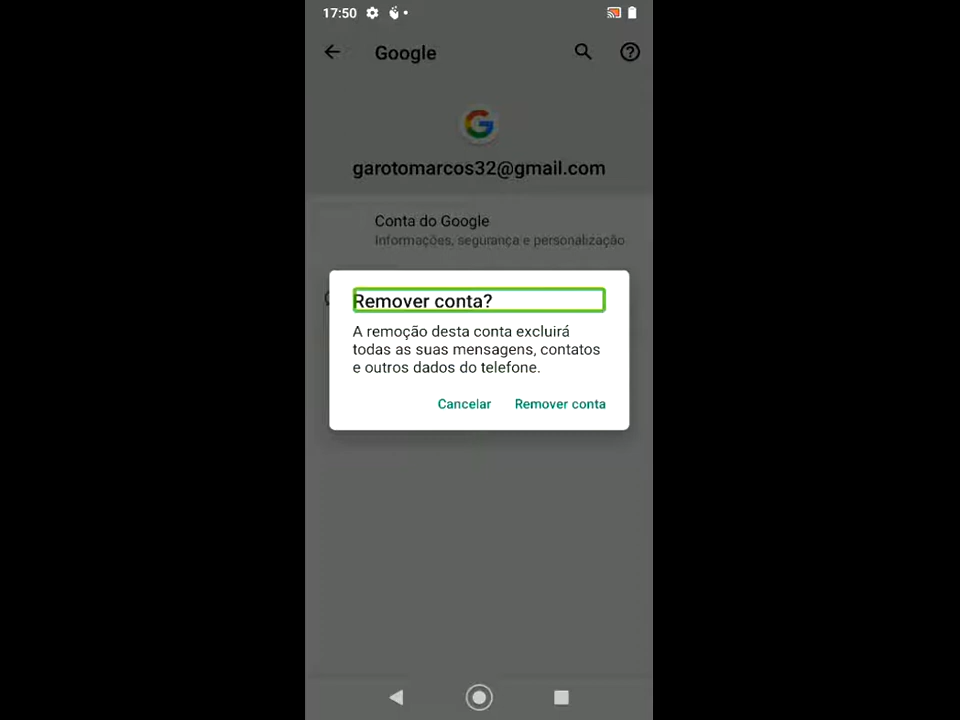 17:50
Google
garotomarcos32@gmail.com
Conta do Google
Informações, segurança e personalização
Remover conta?
A remoção desta conta excluirá
todas as suas mensagens, contatos
e outros dados do telefone.
Cancelar Remover conta